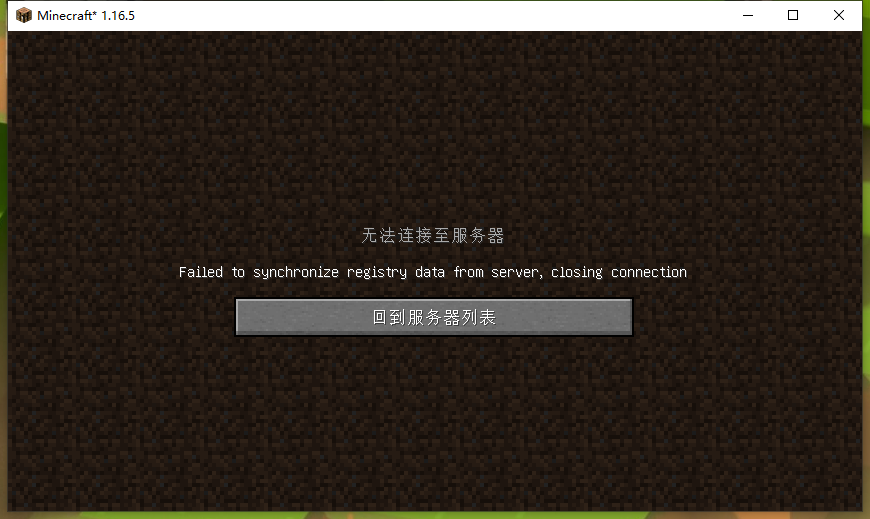 Minecraft* 1.16.5
无法连接至服务器
Failed to synchronize registry data from server, closing connection
回到服务器列表